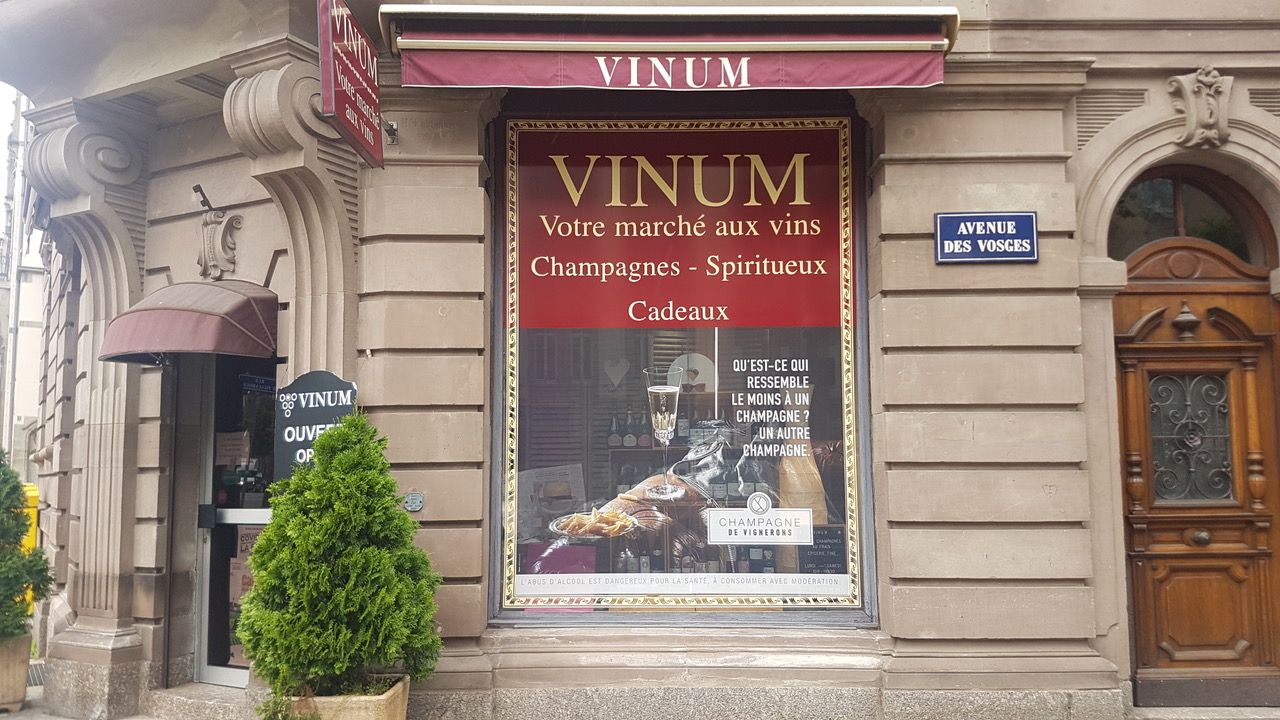 VINUM
Votre marché
aux vins
VINUM
VINUM
Votre marché aux vins
Champagnes - Spiritueux
Cadeaux
AVENUE
DES VOSGES
QU'EST-CE QUI
RESSEMBLE
LE MOINS À UN
CHAMPAGNE ?
UN AUTRE
CHAMPAGNE.
VINUM
CHAMPAGNE
DE VIGNERONS
L'ABUS D'ALCOOL EST DANGEREUX POUR LA SANTÉ, À CONSOMMER AVEC MODÉRATION.